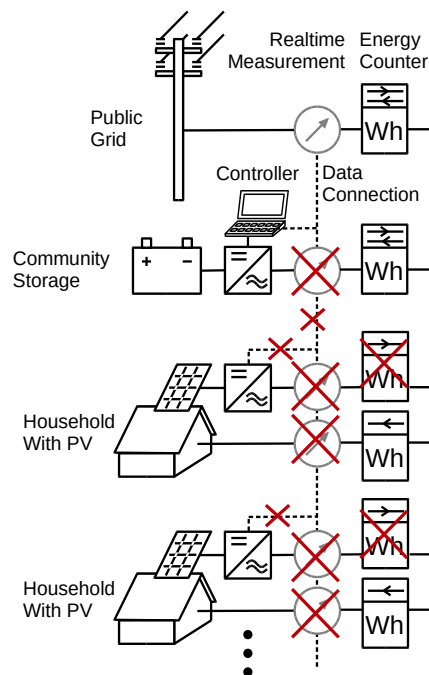 Realtime Energy
Measurement Counter
Public
Grid
Wh
Controller Data
Connection
Community
Storage
+ −
Wh
Wh
Household
With PV
Wh
Wh
Household
With PV
Wh